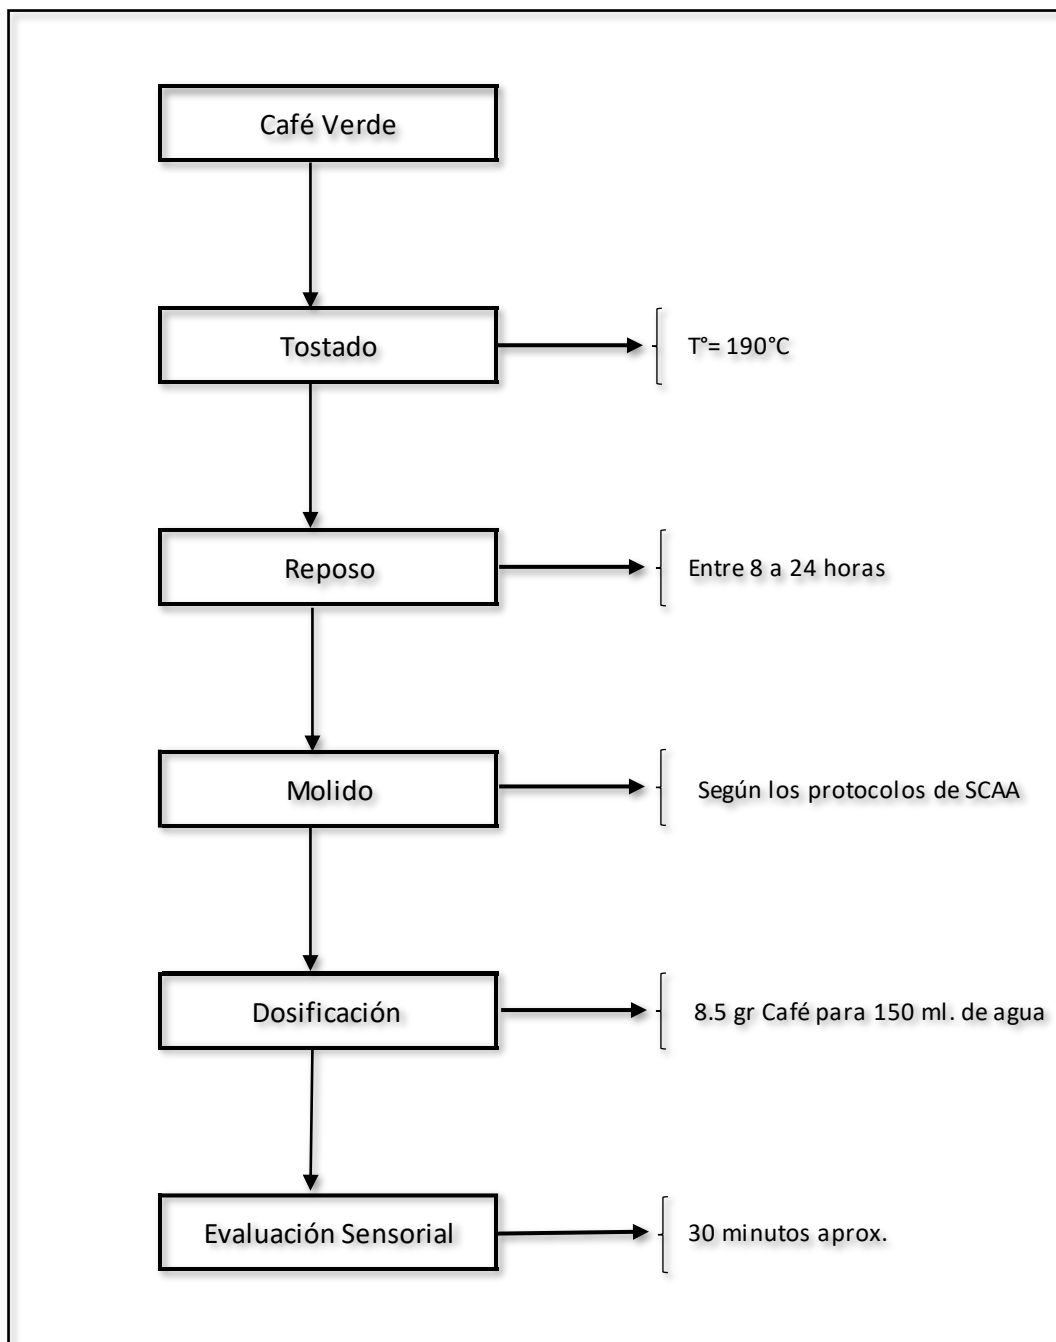 Café Verde
Tostado
T°= 190°C
Reposo
Entre 8 a 24 horas
Molido
Según los protocolos de SCAA
Dosificación
8.5 gr Café para 150 ml. de agua
Evaluación Sensorial
30 minutos aprox.